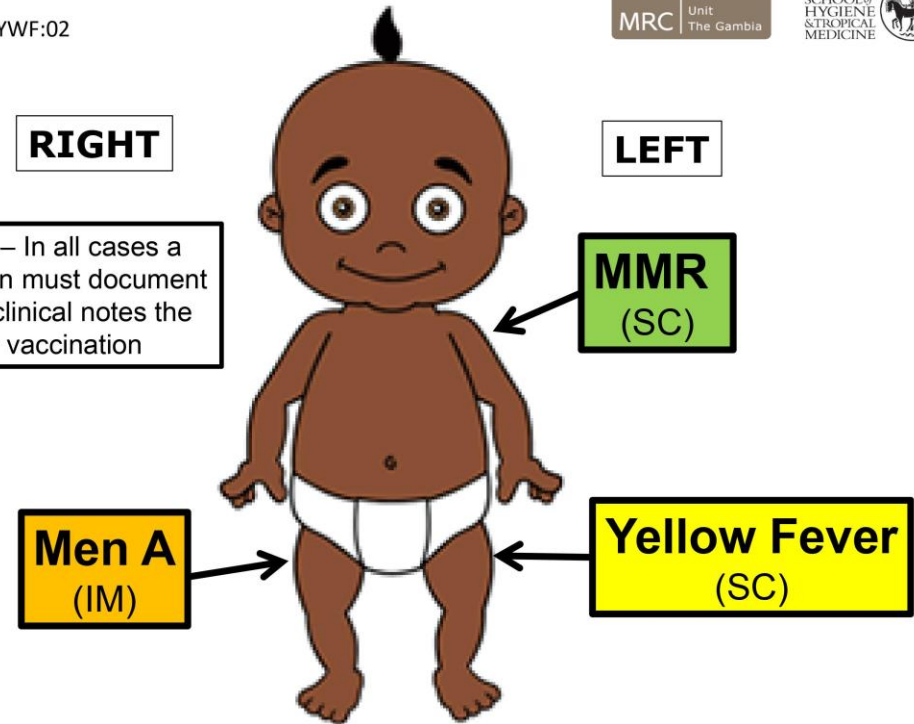 YWF:02
MRC
Unit
The Gambia
HYGIENE
&TROPICAL
MEDICINE
RIGHT
LEFT
– In all cases a
n must document
clinical notes the
vaccination
MMR
(SC)
Men A
(IM)
Yellow Fever
(SC)